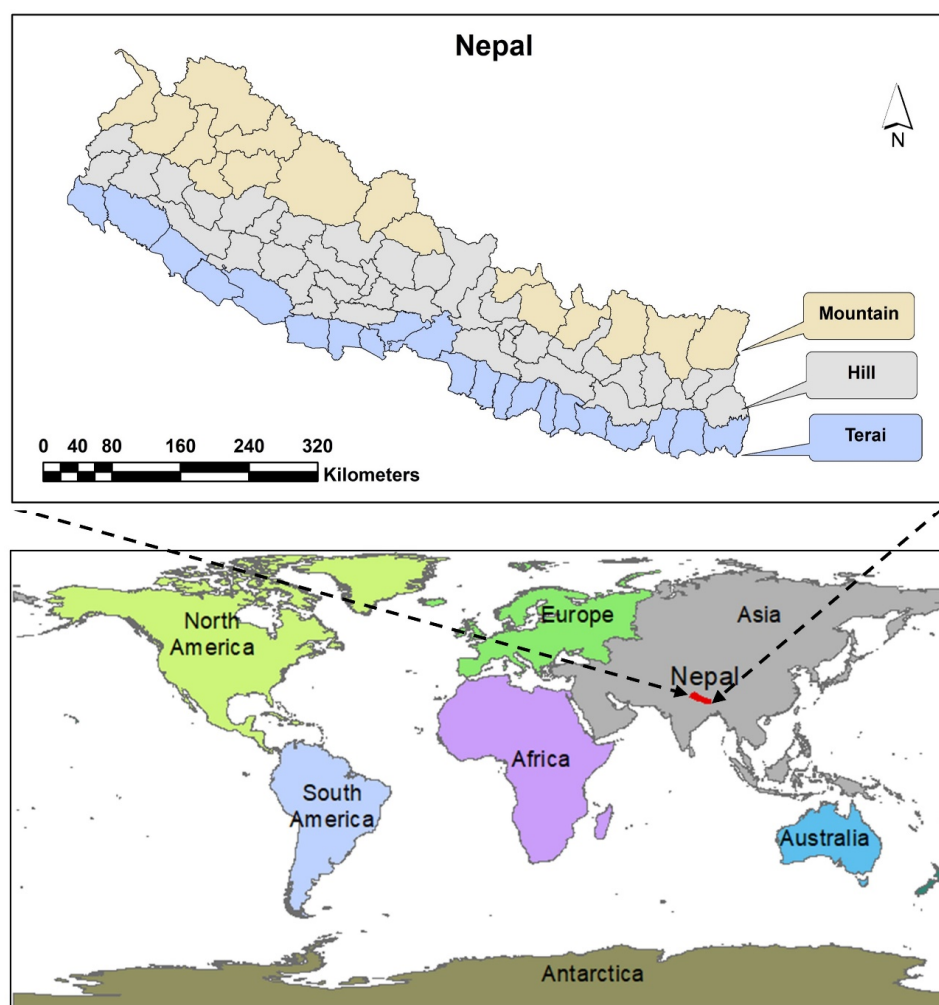 Nepal
N
Mountain
Hill
Terai
0 40 80 160 240 320
Kilometers
North
America
Europe
Asia
Nepal
Africa
South
America
Australia
Antarctica